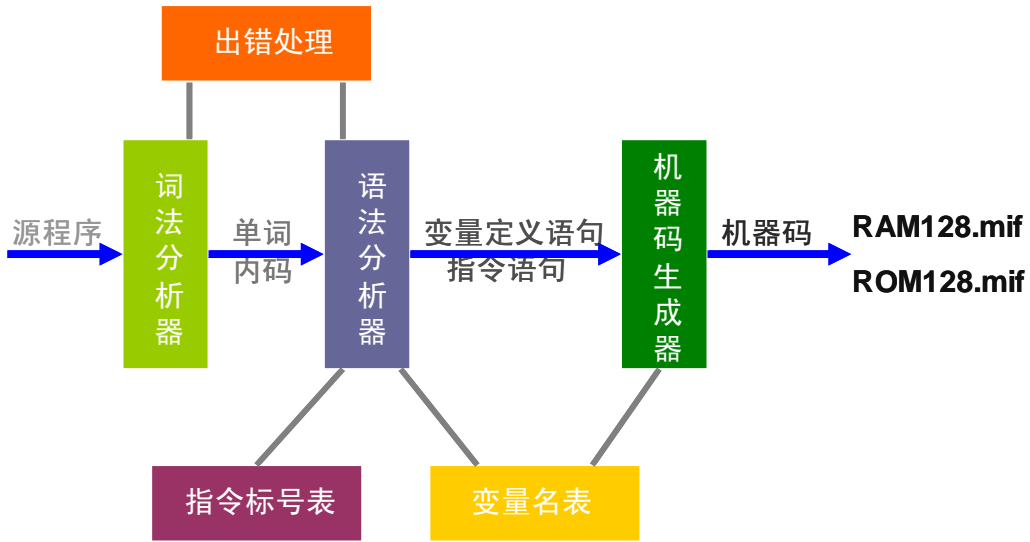 出错处理
词法分析器
语法分析器
机器码生成器
源程序
单词
内码
变量定义语句
指令语句
机器码
RAM128.mif
ROM128.mif
指令标号表
变量名表